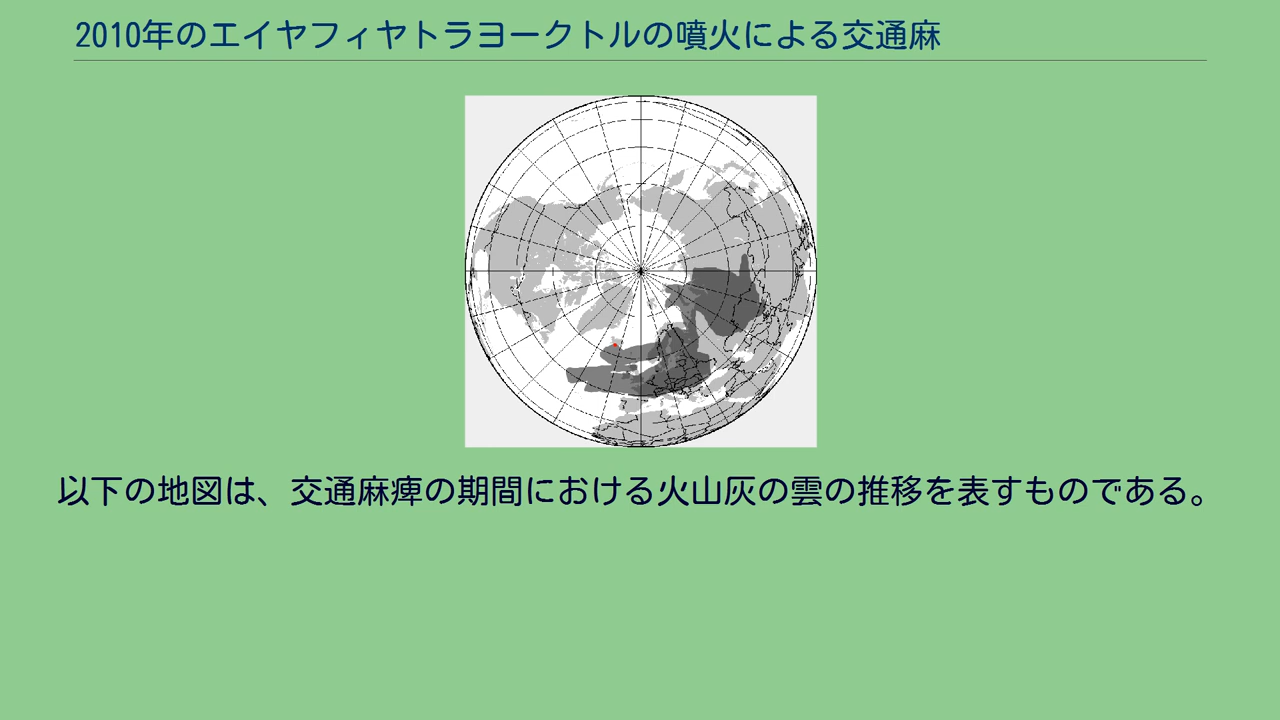 2010年のエイヤフィヤトラヨークトルの噴火による交通麻
以下の地図は、交通麻痺の期間における火山灰の雲の推移を表すものである。